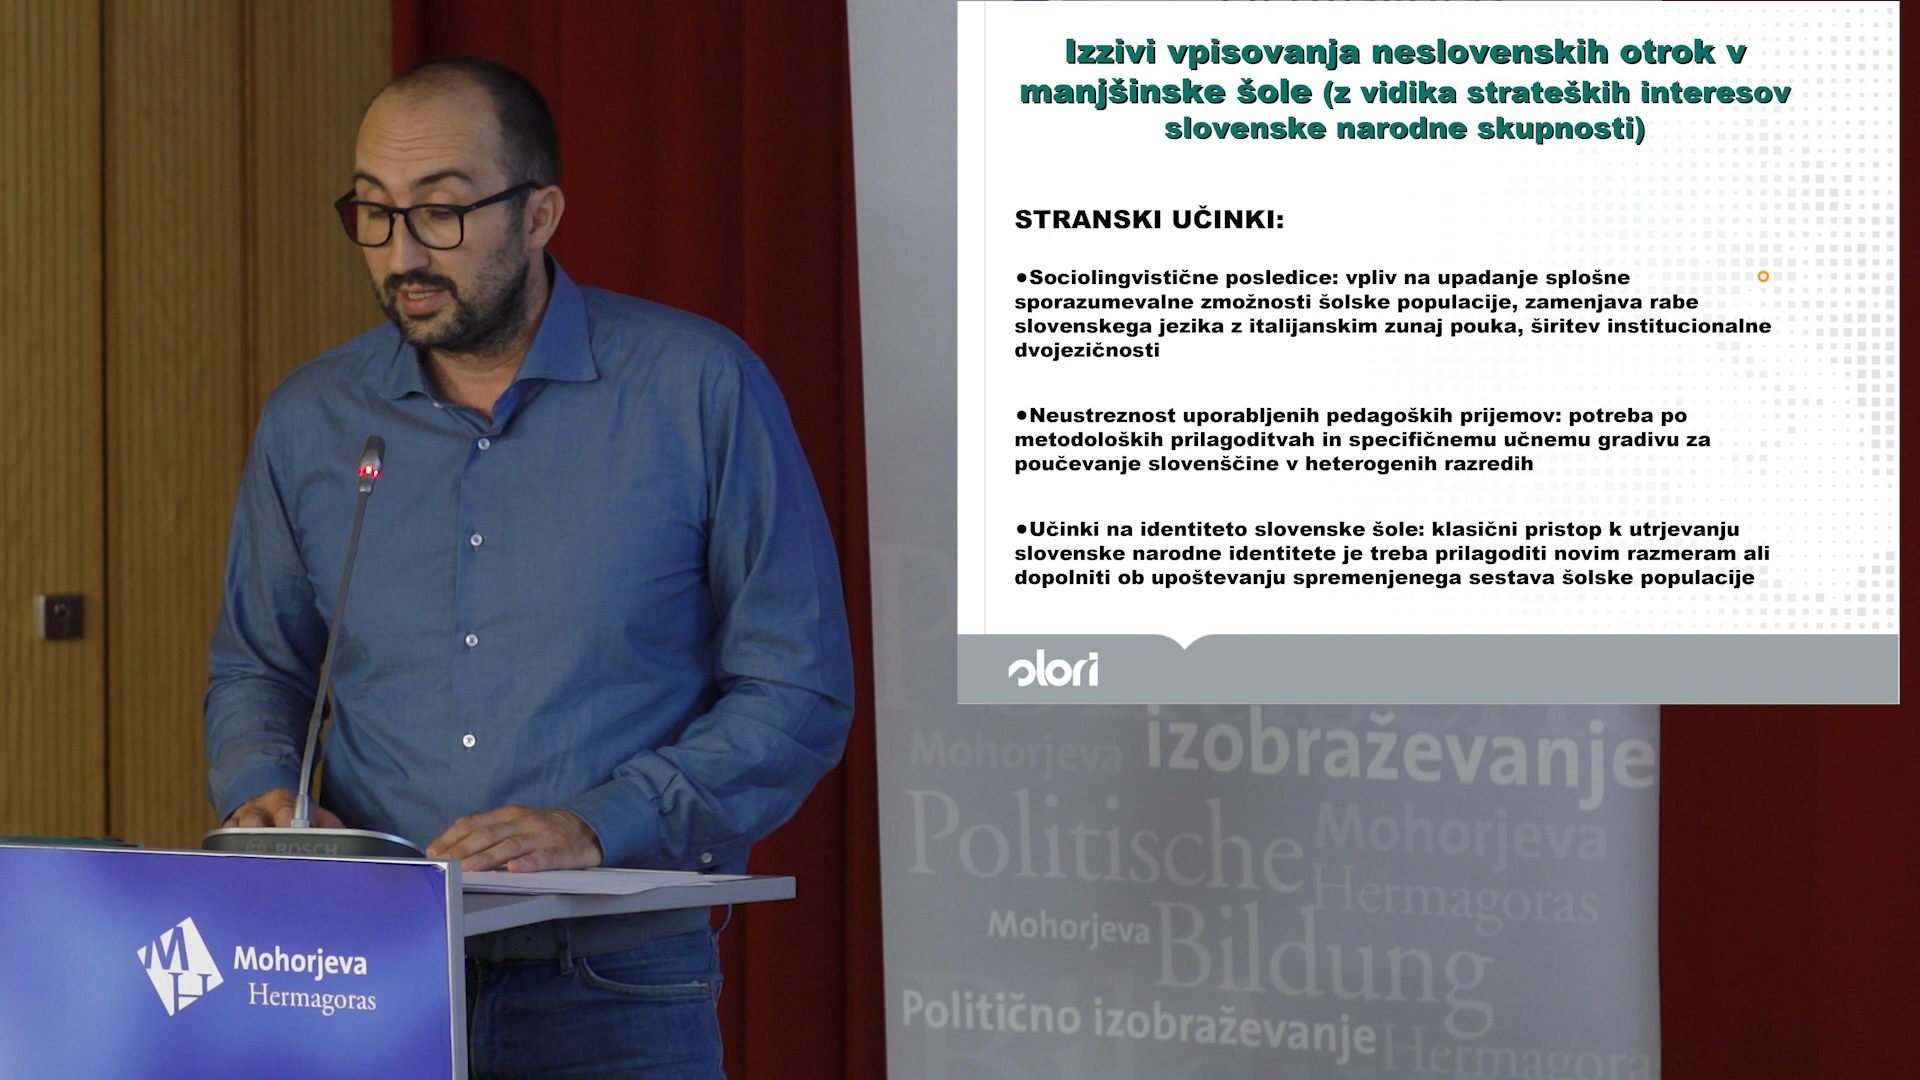 Izzivi vpisovanja neslovenskih otrok v
manjšinske šole (z vidika strateških interesov
slovenske narodne skupnosti)
STRANSKI UČINKI:
•Sociolingvistične posledice: vpliv na upadanje splošne
sporazumevalne zmožnosti šolske populacije, zamenjava rabe
slovenskega jezika z italijanskim zunaj pouka, širitev institucionalne
dvojezičnosti
•Neustreznost uporabljenih pedagoških prijemov: potreba po
metodoloških prilagoditvah in specifičnemu učnemu gradivu za
poučevanje slovenščine v heterogenih razredih
•Učinki na identiteto slovenske šole: klasični pristop k utrjevanju
slovenske narodne identitete je treba prilagoditi novim razmeram ali
dopolniti ob upoštevanju spremenjenega sestava šolske populacije
slori
Mohorjeva izobraževanje
Politische Mohorjeva
Hermagoras
Mohorjeva Bildung
Politično izobraževanje
BOSCH
MH
Mohorjeva
Hermagoras